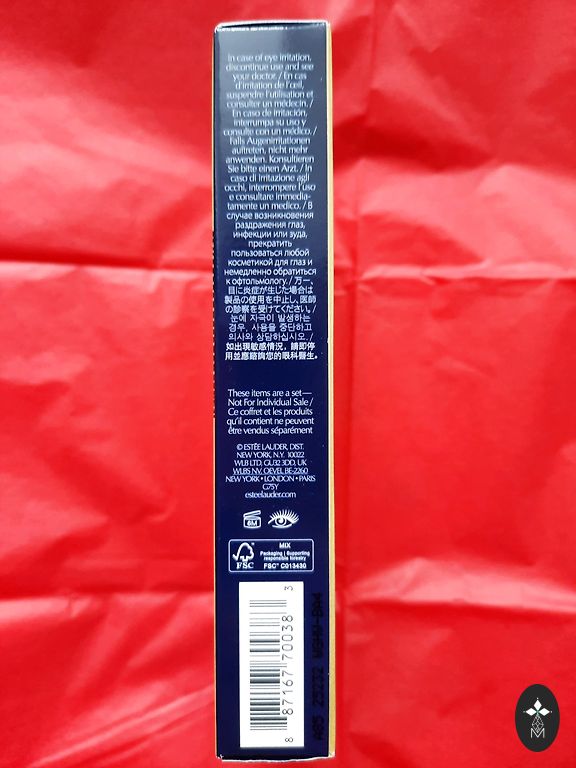 In case of eye irritation,
discontinue use and see
your doctor. / En cas
d'irritation de l'œil,
suspendre l'utilisation et
consulter un médecin. /
En caso de irritación,
interrumpa su uso y
consulte con un médico. /
Falls Augenirritationen
auftreten, nicht mehr
anwenden. Konsultieren
Sie bitte einen Arzt. / In
caso di irritazione agli
occhi, interrompere l'uso
e consultare immedia-
tamente un medico. / В
случае возникновения
раздражения глаз,
инфекции или зуда,
прекратить
пользоваться любой
косметикой для глаз и
немедленно обратиться
к офтольмологу. / 万一、
目に炎症が生じた場合は
製品の使用を中止し、医師
の診察を受けてください。/
눈에 자극이 발생하는
경우, 사용을 중단하고
의사와 상담하십시오. /
如出現敏感情況，請即停
用並應諮詢您的眼科醫生。
These items are a set—
Not For Individual Sale /
Ce coffret et les produits
qu'il contient ne peuvent
être vendus séparément
© ESTĒE LAUDER, DIST.
NEW YORK, N.Y. 10022
WLB LTD, GU32 3DD, UK
WLBS NV, OEVEL BE-2260
NEW YORK • LONDON • PARIS
G75Y
esteelauder.com
6M
FSC
MIX
Packaging | Supporting
responsible forestry
FSC® C013430
8 87167 70038 3
A85 25232 WGHW-BA4